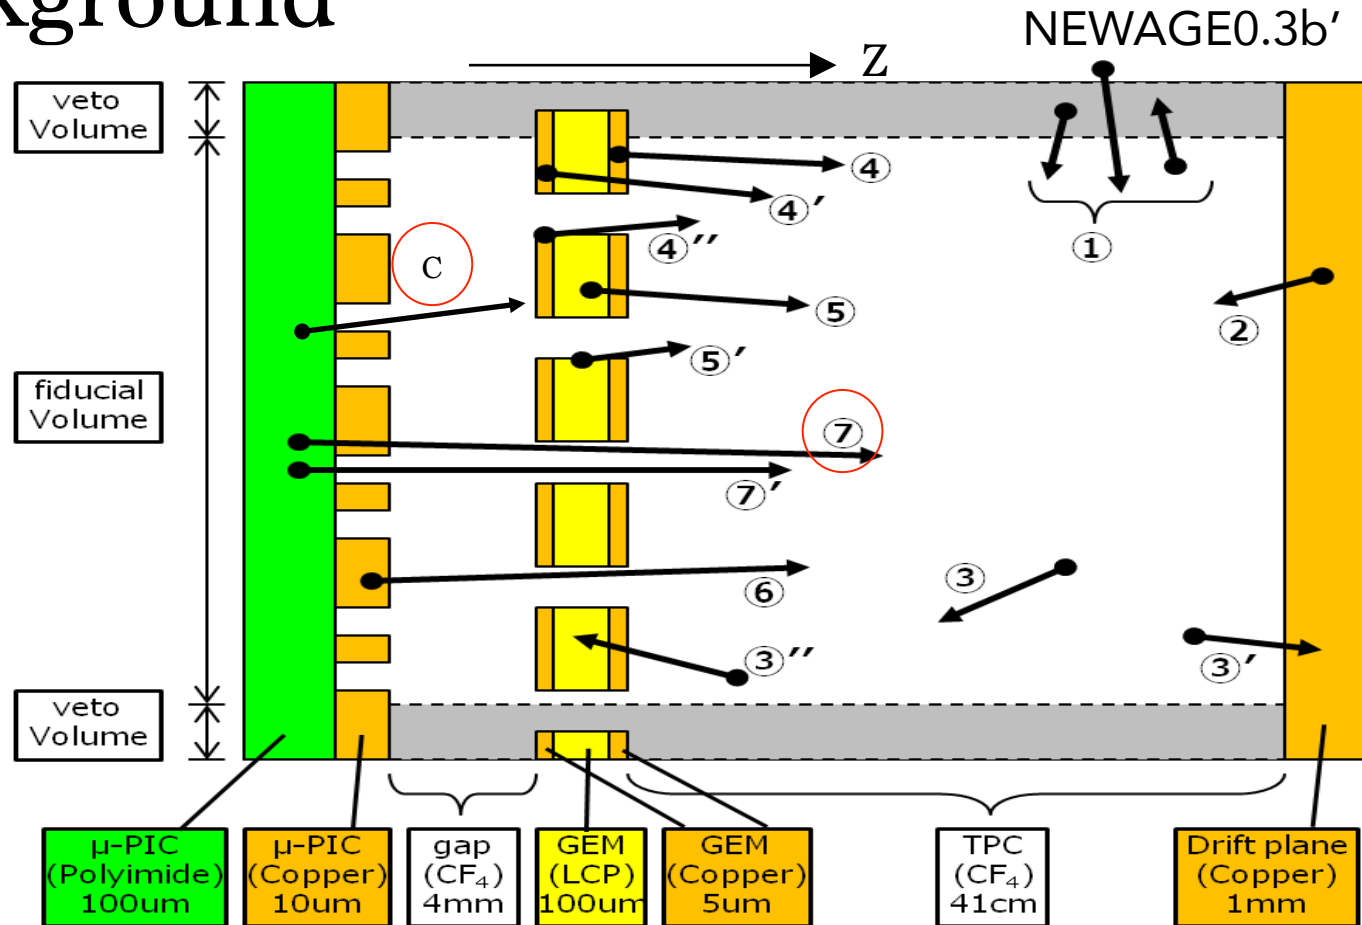 NEWAGE0.3b′
Z
veto
Volume
④
④′
④′′
C
①
⑤
②
⑤′
fiducial
Volume
⑦
⑦′
③
⑥
③′′
③′
veto
Volume
μ-PIC
(Polyimide)
100um
μ-PIC
(Copper)
10um
gap
(CF₄)
4mm
GEM
(LCP)
100um
GEM
(Copper)
5um
TPC
(CF₄)
41cm
Drift plane
(Copper)
1mm